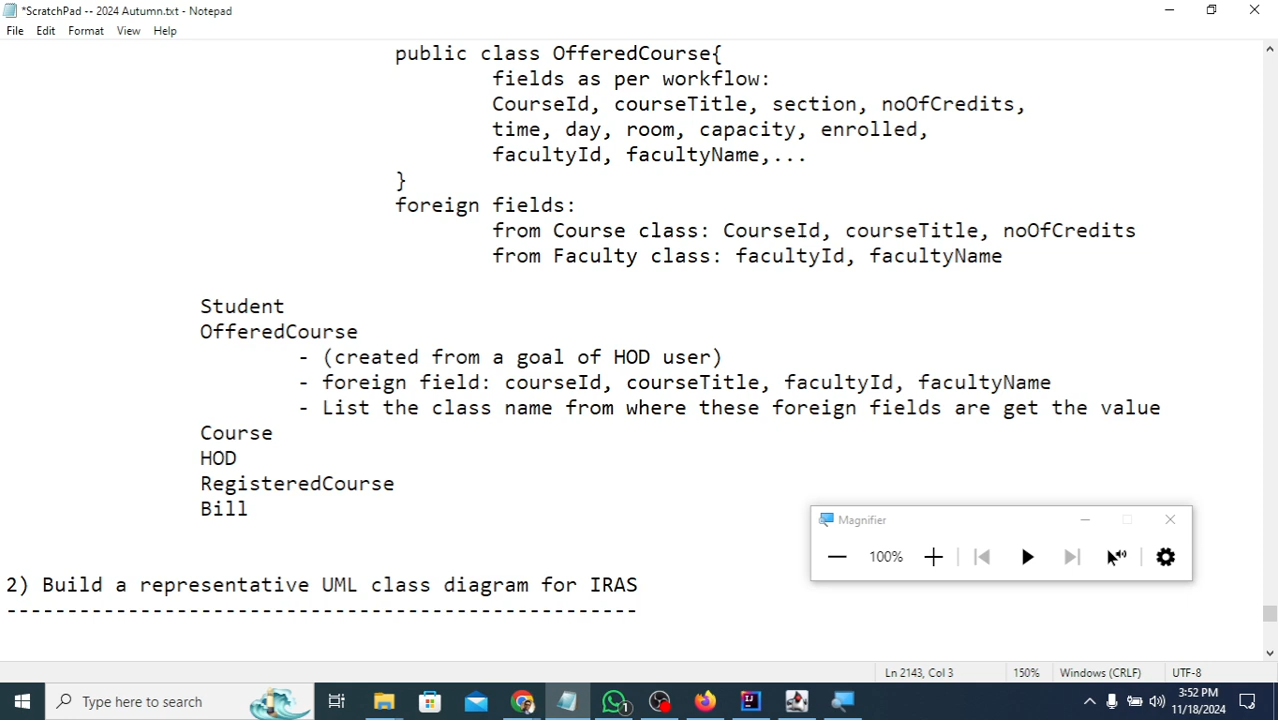 *ScratchPad -- 2024 Autumn.txt - Notepad
File Edit Format View Help
public class OfferedCourse{
fields as per workflow:
CourseId, courseTitle, section, noOfCredits,
time, day, room, capacity, enrolled,
facultyId, facultyName,...
}
foreign fields:
from Course class: CourseId, courseTitle, noOfCredits
from Faculty class: facultyId, facultyName
Student
OfferedCourse
- (created from a goal of HOD user)
- foreign field: courseId, courseTitle, facultyId, facultyName
- List the class name from where these foreign fields are get the value
Course
HOD
RegisteredCourse
Bill
Magnifier
100%
2) Build a representative UML class diagram for IRAS
----------------------------------------------------
Ln 2143, Col 3 150% Windows (CRLF) UTF-8
Type here to search
1
3:52 PM
11/18/2024